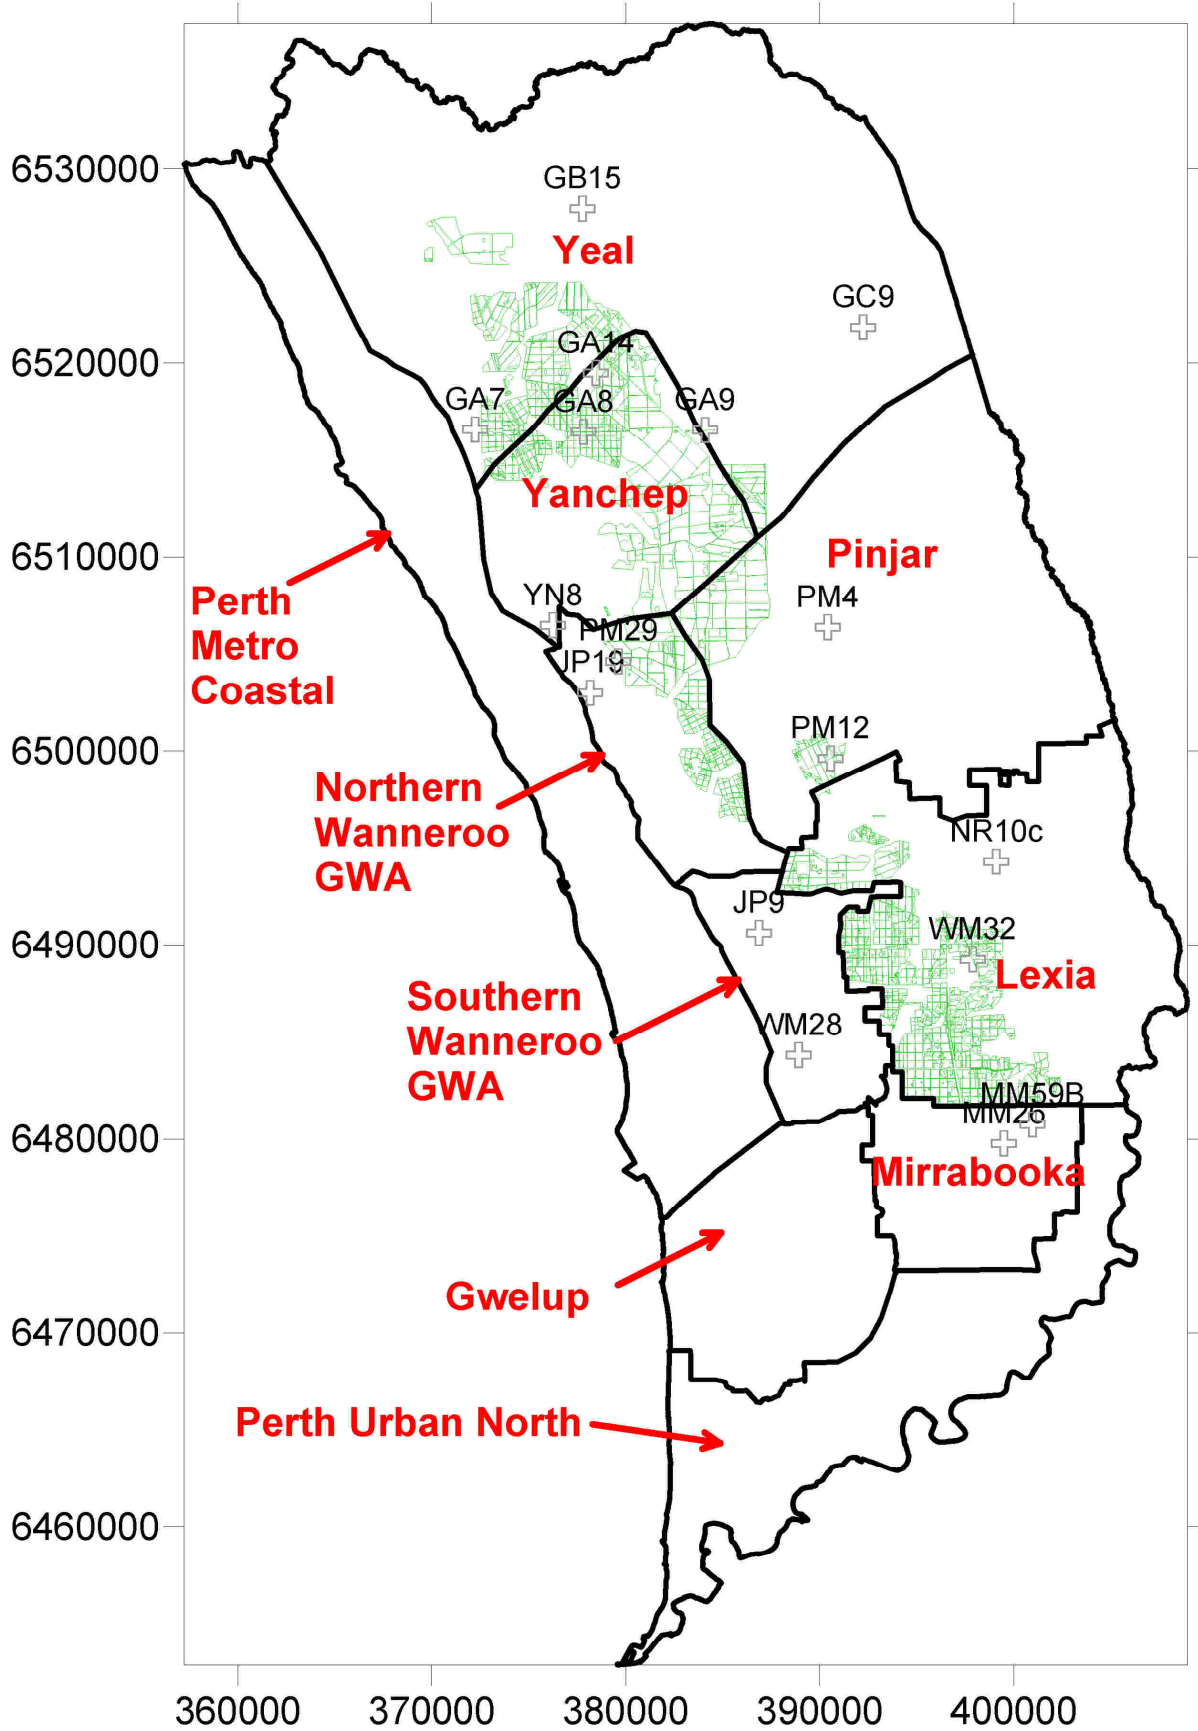 6530000
GB15
Yeal
GC9
6520000
GA14
GA7
GA8
GA9
Yanchep
6510000
Pinjar
Perth
Metro
Coastal
YN8
PM4
PM29
JP19
6500000
PM12
Northern
Wanneroo
GWA
NR10c
JP9
6490000
WM32
Lexia
Southern
Wanneroo
GWA
WM28
MM59B
MM26
6480000
Mirrabooka
Gwelup
6470000
Perth Urban North
6460000
360000 370000 380000 390000 400000